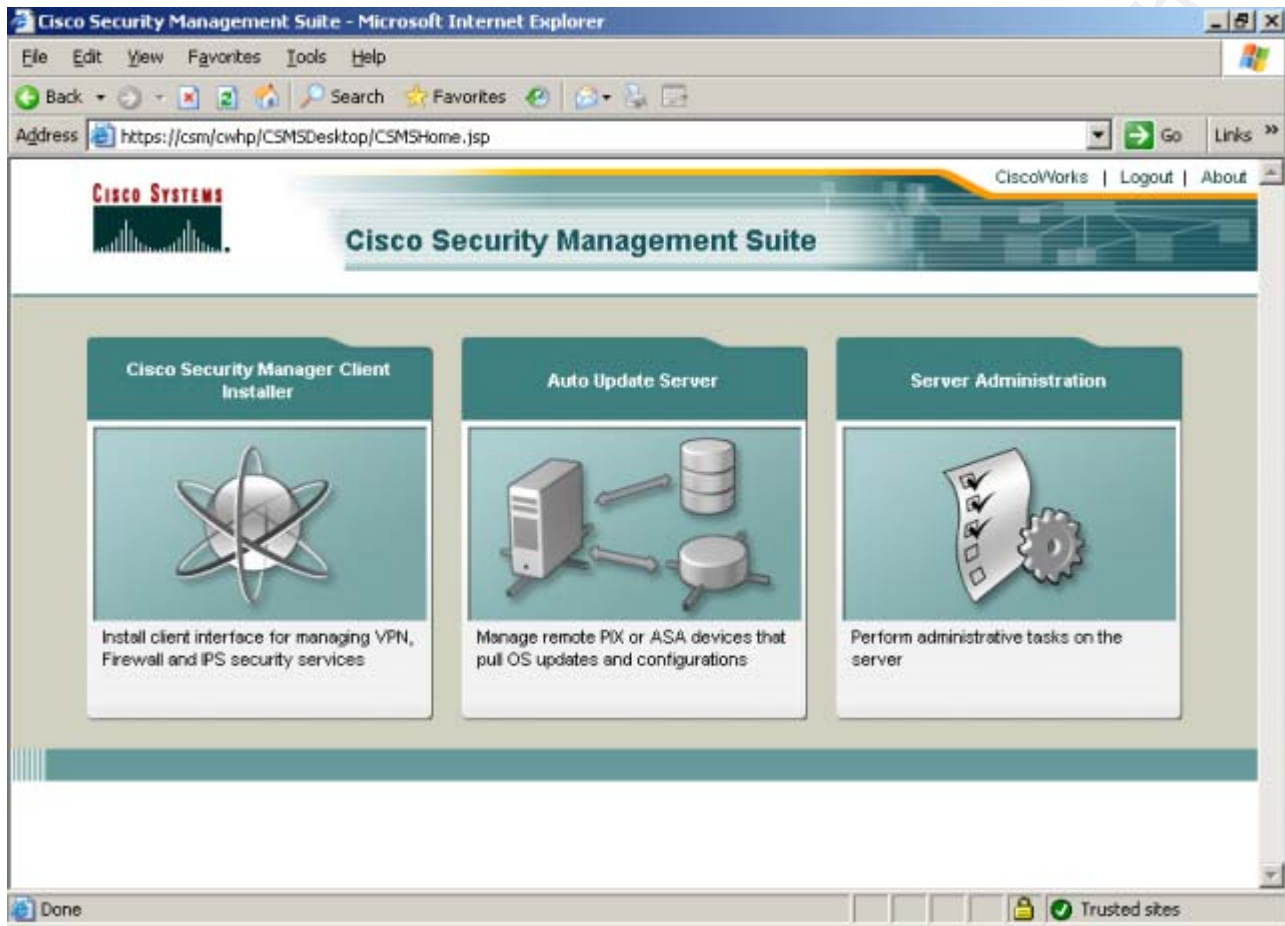 Cisco Security Management Suite - Microsoft Internet Explorer
File Edit View Favorites Tools Help
Back Search Favorites
Address https://csm/cwhp/CSMSDesktop/CSMSHome.jsp Go Links »
CiscoWorks | Logout | About
CISCO SYSTEMS
Cisco Security Management Suite
Cisco Security Manager Client
Installer
Auto Update Server
Server Administration
Install client interface for managing VPN,
Firewall and IPS security services
Manage remote PIX or ASA devices that
pull OS updates and configurations
Perform administrative tasks on the
server
Done Trusted sites